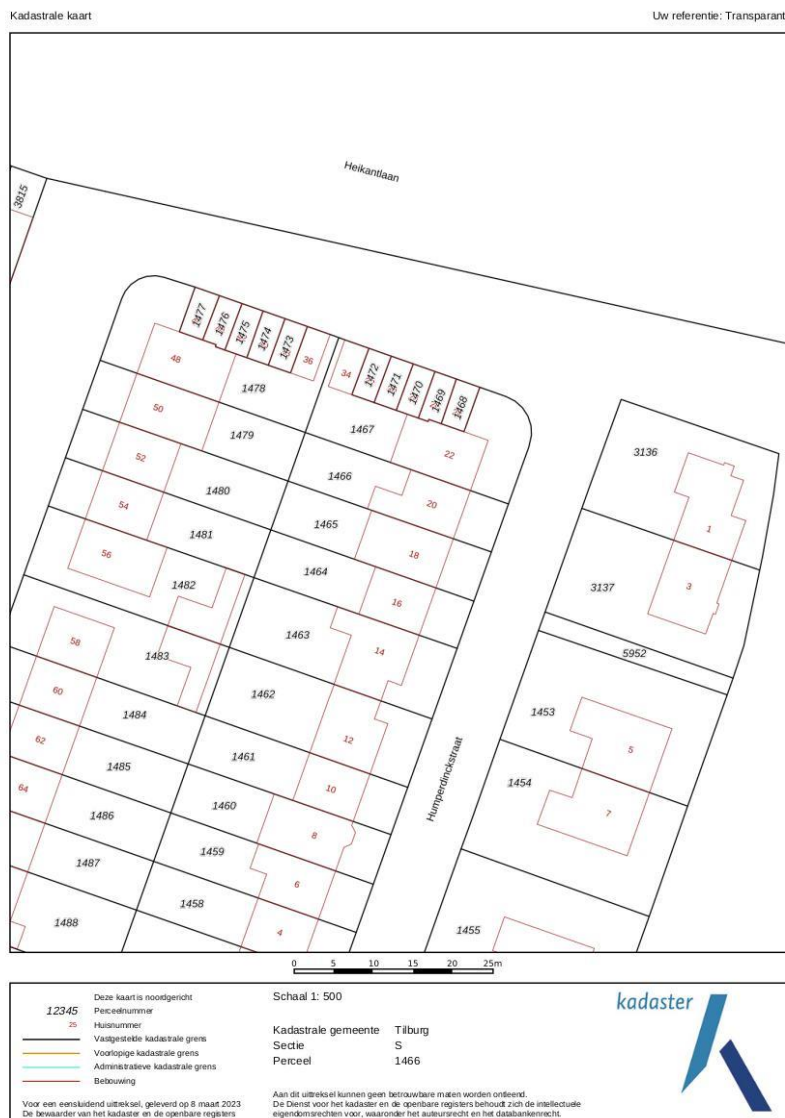 Kadastrale kaart
Uw referentie: Transparant
Heikantlaan
3815
1477
1476
1475
1474
1473
36
34
1472
1471
1470
1469
1468
48
1478
1467
22
3136
50
1479
1466
20
1
52
1480
1465
18
54
1481
1464
16
3137
3
56
1482
1463
14
58
1483
5952
60
1484
1462
12
1453
5
62
1485
1461
10
1454
7
64
1486
1460
8
Humperdinckstraat
1487
1459
6
1488
1458
4
1455
0 5 10 15 20 25m
Deze kaart is noordgericht
12345 Perceelnummer
25 Huisnummer
Vastgestelde kadastrale grens
Voorlopige kadastrale grens
Administratieve kadastrale grens
Bebouwing
Voor een eensluidend uittreksel, geleverd op 8 maart 2023
De bewaarder van het kadaster en de openbare registers
Schaal 1: 500
Kadastrale gemeente Tilburg
Sectie S
Perceel 1466
Aan dit uittreksel kunnen geen betrouwbare maten worden ontleend.
De Dienst voor het kadaster en de openbare registers behoudt zich de intellectuele
eigendomsrechten voor, waaronder het auteursrecht en het databankenrecht.
kadaster